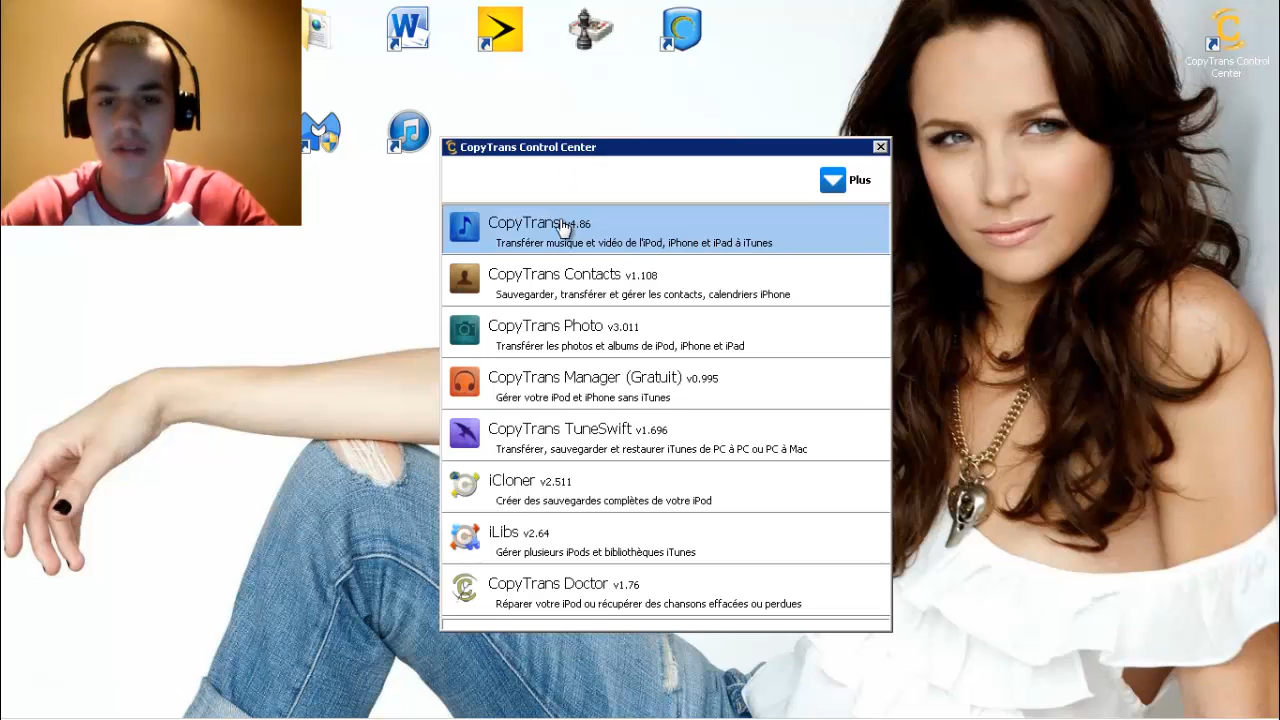 CopyTrans Control
Center
CopyTrans Control Center
Plus
CopyTrans v4.86
Transférer musique et vidéo de l'iPod, iPhone et iPad à iTunes
CopyTrans Contacts v1.108
Sauvegarder, transférer et gérer les contacts, calendriers iPhone
CopyTrans Photo v3.011
Transférer les photos et albums de iPod, iPhone et iPad
CopyTrans Manager (Gratuit) v0.995
Gérer votre iPod et iPhone sans iTunes
CopyTrans TuneSwift v1.696
Transférer, sauvegarder et restaurer iTunes de PC à PC ou PC à Mac
iCloner v2.511
Créer des sauvegardes complètes de votre iPod
iLibs v2.64
Gérer plusieurs iPods et bibliothèques iTunes
CopyTrans Doctor v1.76
Réparer votre iPod ou récupérer des chansons effacées ou perdues